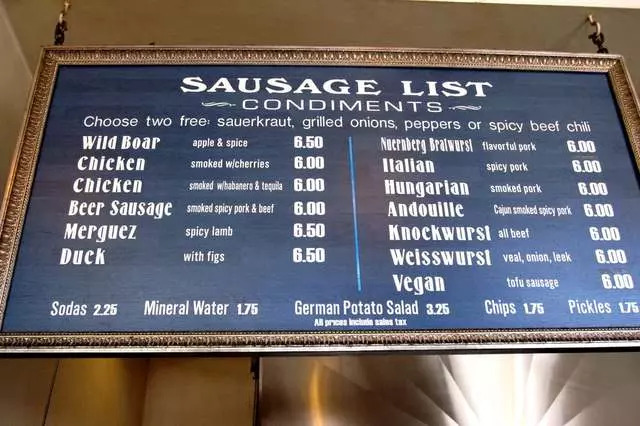 SAUSAGE LIST
CONDIMENTS
Choose two free: sauerkraut, grilled onions, peppers or spicy beef chili
Wild Boar apple & spice 6.50
Chicken smoked w/cherries 6.00
Chicken smoked w/habanero & tequila 6.00
Beer Sausage smoked spicy pork & beef 6.00
Merguez spicy lamb 6.50
Duck with figs 6.50
Nuernberg Bratwurst flavorful pork 6.00
Italian spicy pork 6.00
Hungarian smoked pork 6.00
Andouille Cajun smoked spicy pork 6.00
Knockwurst all beef 6.00
Weisswurst veal, onion, leek 6.00
Vegan tofu sausage 6.00
Sodas 2.25 Mineral Water 1.75 German Potato Salad 3.25 Chips 1.75 Pickles 1.75
All prices include sales tax